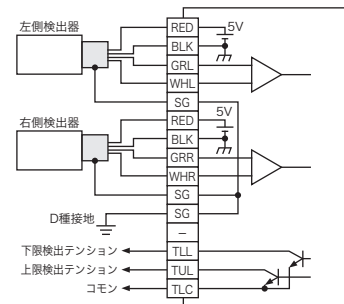 左側検出器
RED
5V
BLK
GRL
WHL
SG
右側検出器
RED
5V
BLK
GRR
WHR
SG
D種接地
SG
－
下限検出テンション
TLL
上限検出テンション
TUL
コモン
TLC